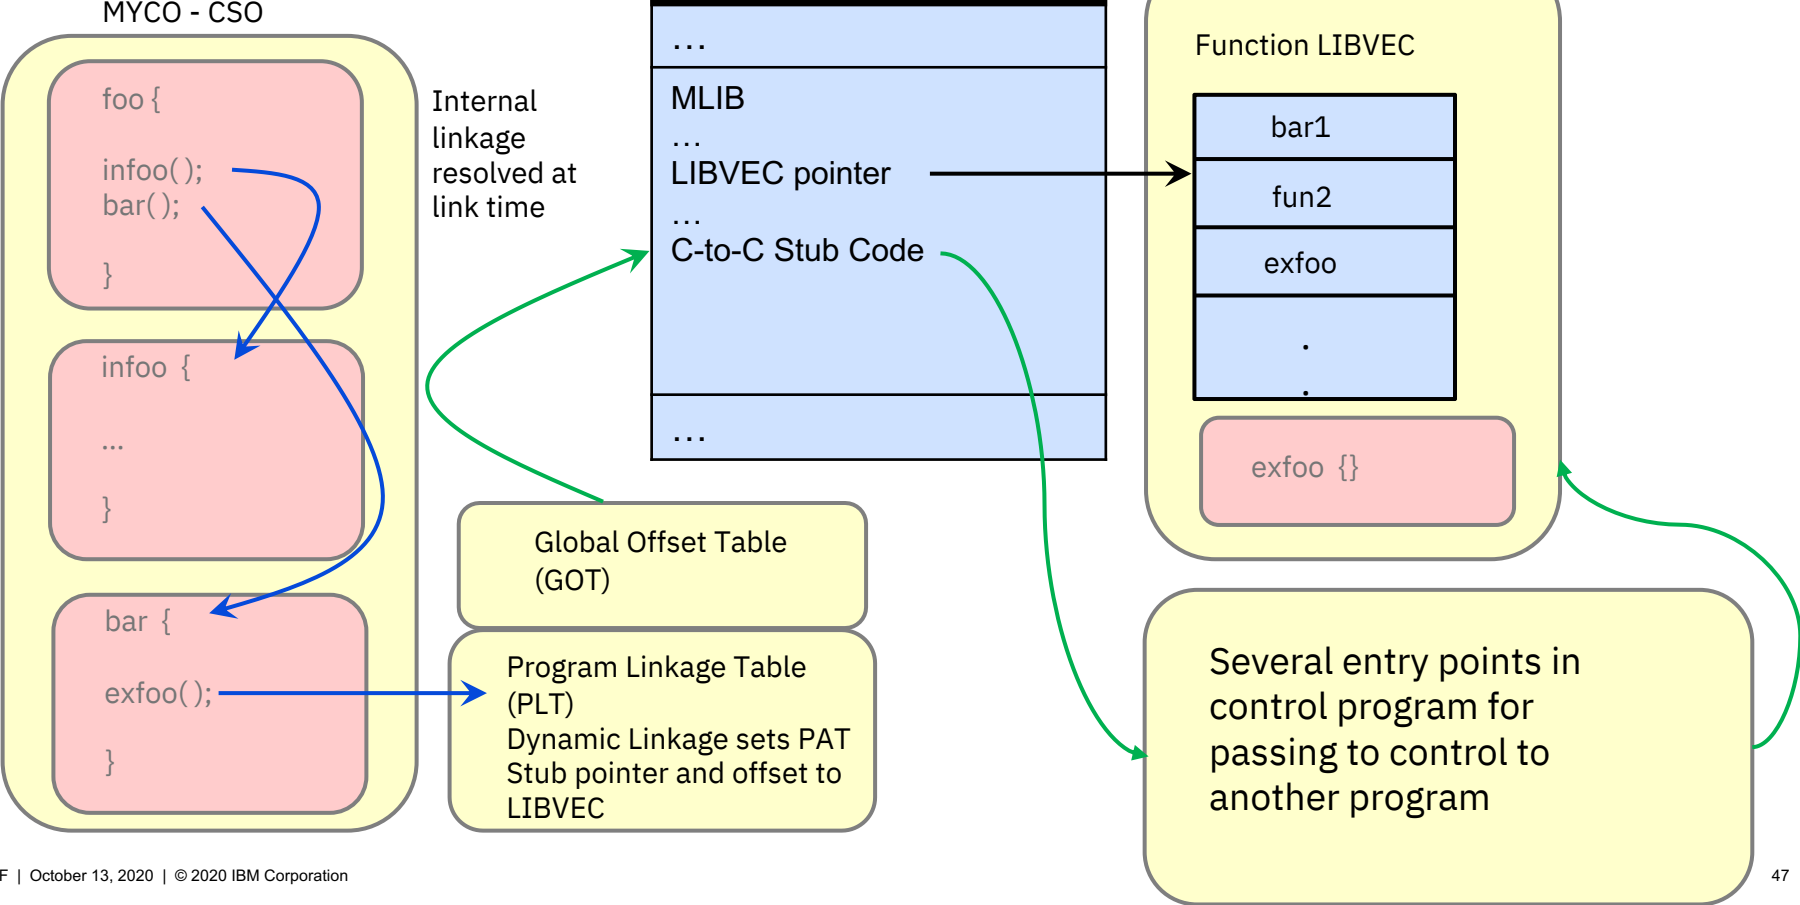 MYCO - CSO
foo {
infoo( );
bar( );
}
infoo {
...
}
bar {
exfoo( );
}
Internal
linkage
resolved at
link time
...
MLIB
...
LIBVEC pointer
...
C-to-C Stub Code
...
Global Offset Table
(GOT)
Program Linkage Table
(PLT)
Dynamic Linkage sets PAT
Stub pointer and offset to
LIBVEC
Function LIBVEC
bar1
fun2
exfoo
.
.
exfoo {}
Several entry points in
control program for
passing to control to
another program
F | October 13, 2020 | © 2020 IBM Corporation
47